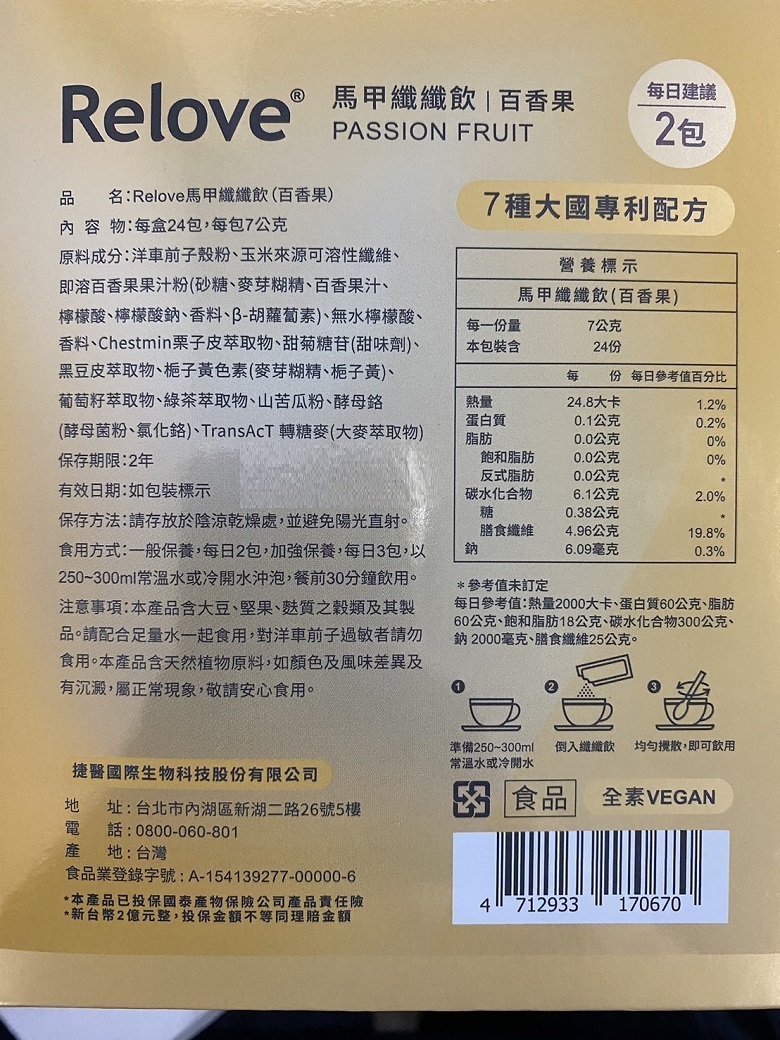 Relove® 馬甲纖纖飲 | 百香果
PASSION FRUIT
每日建議
2包
品 名:Relove馬甲纖纖飲(百香果)
內 容 物:每盒24包,每包7公克
原料成分:洋車前子殼粉、玉米來源可溶性纖維、
即溶百香果果汁粉(砂糖、麥芽糊精、百香果汁、
檸檬酸、檸檬酸鈉、香料、β-胡蘿蔔素)、無水檸檬酸、
香料、Chestmin栗子皮萃取物、甜菊糖苷(甜味劑)、
黑豆皮萃取物、梔子黃色素(麥芽糊精、梔子黃)、
葡萄籽萃取物、綠茶萃取物、山苦瓜粉、酵母鉻
(酵母菌粉、氯化鉻)、TransAcT 轉糖麥(大麥萃取物)
保存期限:2年
有效日期:如包裝標示
保存方法:請存放於陰涼乾燥處,並避免陽光直射。
食用方式:一般保養,每日2包,加強保養,每日3包,以
250~300ml常溫水或冷開水沖泡,餐前30分鐘飲用。
注意事項:本產品含大豆、堅果、麩質之穀類及其製
品。請配合足量水一起食用,對洋車前子過敏者請勿
食用。本產品含天然植物原料,如顏色及風味差異及
有沉澱,屬正常現象,敬請安心食用。
捷醫國際生物科技股份有限公司
地 址:台北市內湖區新湖二路26號5樓
電 話:0800-060-801
產 地:台灣
食品業登錄字號:A-154139277-00000-6
*本產品已投保國泰產物保險公司產品責任險
*新台幣2億元整,投保金額不等同理賠金額
7種大國專利配方
營養標示
馬甲纖纖飲(百香果)
每一份量 7公克
本包裝含 24份
每 份 每日參考值百分比
熱量 24.8大卡 1.2%
蛋白質 0.1公克 0.2%
脂肪 0.0公克 0%
飽和脂肪 0.0公克 0%
反式脂肪 0.0公克 *
碳水化合物 6.1公克 2.0%
糖 0.38公克 *
膳食纖維 4.96公克 19.8%
鈉 6.09毫克 0.3%
*參考值未訂定
每日參考值:熱量2000大卡、蛋白質60公克、脂肪
60公克、飽和脂肪18公克、碳水化合物300公克、
鈉 2000毫克、膳食纖維25公克。
1 2 3
準備250~300ml 倒入纖纖飲 均勻攪散,即可飲用
常溫水或冷開水
食品 全素VEGAN
4 712933 170670